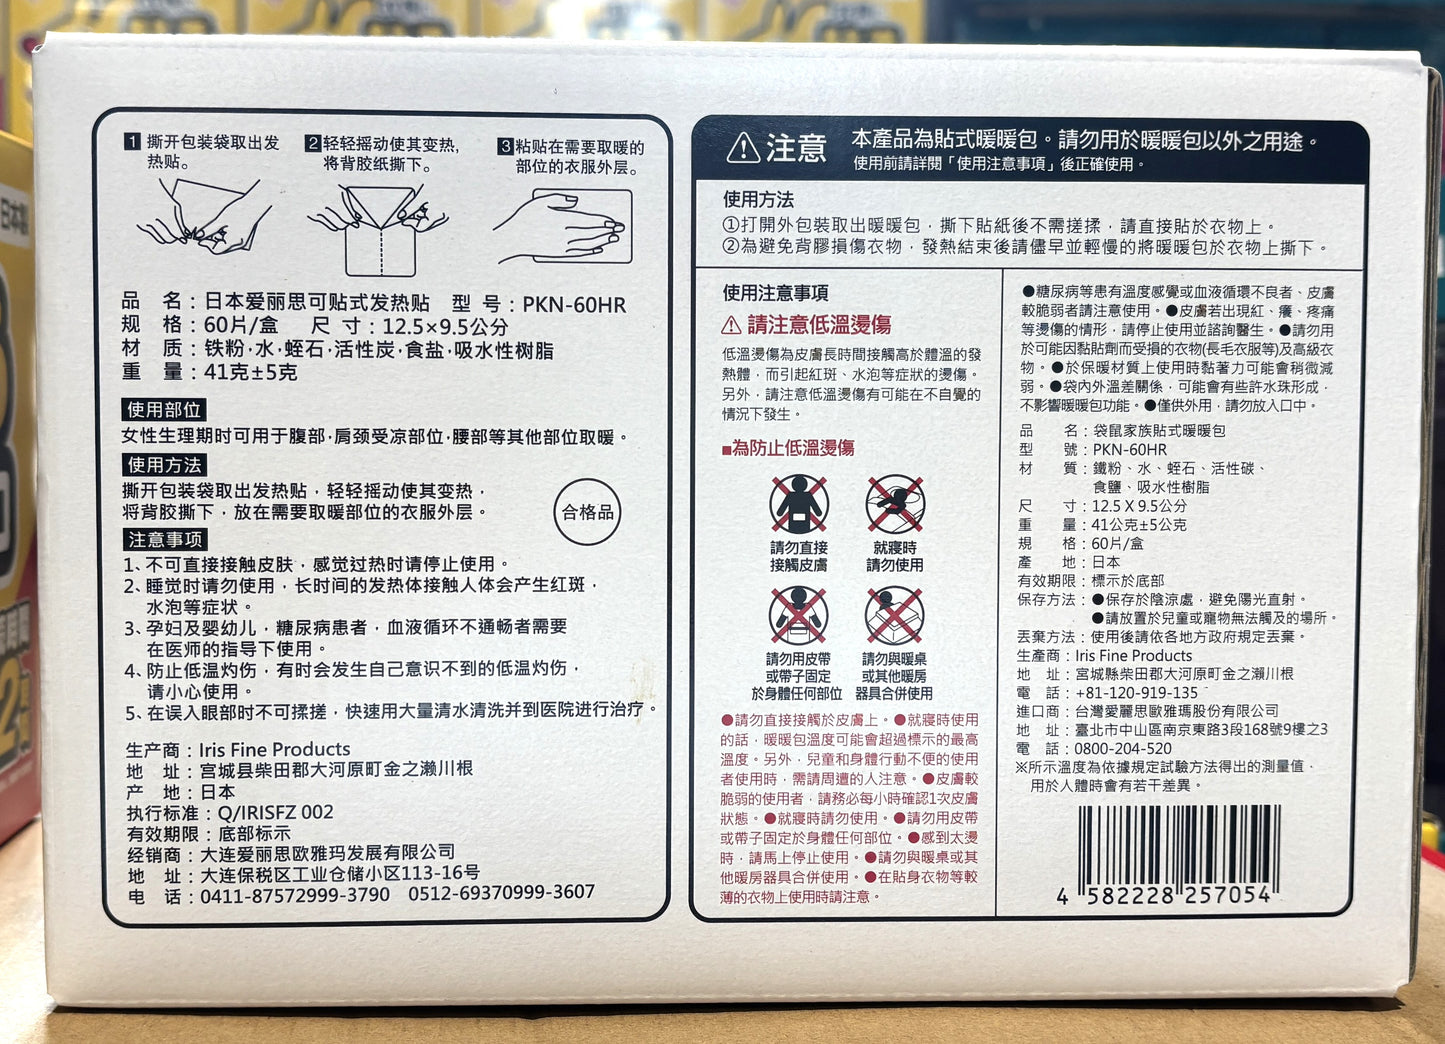 1 撕开包装袋取出发
热贴。
2 轻轻摇动使其变热,
将背胶纸撕下。
3 粘贴在需要取暖的
部位的衣服外层。
品 名：日本爱丽思可贴式发热贴 型 号：PKN-60HR
规 格：60片/盒 尺 寸：12.5×9.5公分
材 质：铁粉·水·蛭石·活性炭·食盐·吸水性树脂
重 量：41克±5克
使用部位
女性生理期时可用于腹部·肩颈受凉部位·腰部等其他部位取暖。
使用方法
撕开包装袋取出发热贴，轻轻摇动使其变热，
将背胶撕下，放在需要取暖部位的衣服外层。
合格品
注意事项
1、不可直接接触皮肤，感觉过热时请停止使用。
2、睡觉时请勿使用，长时间的发热体接触人体会产生红斑，
水泡等症状。
3、孕妇及婴幼儿，糖尿病患者，血液循环不通畅者需要
在医师的指导下使用。
4、防止低温灼伤，有时会发生自己意识不到的低温灼伤，
请小心使用。
5、在误入眼部时不可揉搓，快速用大量清水清洗并到医院进行治疗。
生产商：Iris Fine Products
地 址：宫城县柴田郡大河原町金之濑川根
产 地：日本
执行标准：Q/IRISFZ 002
有效期限：底部标示
经销商：大连爱丽思欧雅玛发展有限公司
地 址：大连保税区工业仓储小区113-16号
电 话：0411-87572999-3790 0512-69370999-3607
注意
本產品為貼式暖暖包。請勿用於暖暖包以外之用途。
使用前請詳閱「使用注意事項」後正確使用。
使用方法
①打開外包裝取出暖暖包，撕下貼紙後不需搓揉，請直接貼於衣物上。
②為避免背膠損傷衣物，發熱結束後請儘早並輕慢的將暖暖包於衣物上撕下。
使用注意事項
請注意低溫燙傷
低溫燙傷為皮膚長時間接觸高於體溫的發
熱體，而引起紅斑、水泡等症狀的燙傷。
另外，請注意低溫燙傷有可能在不自覺的
情況下發生。
■為防止低溫燙傷
請勿直接
接觸皮膚
就寢時
請勿使用
請勿用皮帶
或帶子固定
於身體任何部位
請勿與暖桌
或其他暖房
器具合併使用
●請勿直接接觸於皮膚上。●就寢時使用
的話，暖暖包溫度可能會超過標示的最高
溫度。另外，兒童和身體行動不便的使用
者使用時，需請周遭的人注意。●皮膚較
脆弱的使用者，請務必每小時確認1次皮膚
狀態。●就寢時請勿使用。●請勿用皮帶
或帶子固定於身體任何部位。●感到太燙
時，請馬上停止使用。●請勿與暖桌或其
他暖房器具合併使用。●在貼身衣物等較
薄的衣物上使用時請注意。
●糖尿病等患有溫度感覺或血液循環不良者、皮膚
較脆弱者請注意使用。●皮膚若出現紅、癢、疼痛
等燙傷的情形，請停止使用並諮詢醫生。●請勿用
於可能因黏貼劑而受損的衣物(長毛衣服等)及高級衣
物。●於保暖材質上使用時黏著力可能會稍微減
弱。●袋內外溫差關係，可能會有些許水珠形成，
不影響暖暖包功能。●僅供外用，請勿放入口中。
品 名：袋鼠家族貼式暖暖包
型 號：PKN-60HR
材 質：鐵粉、水、蛭石、活性碳、
食鹽、吸水性樹脂
尺 寸：12.5 X 9.5公分
重 量：41公克±5公克
規 格：60片/盒
產 地：日本
有效期限：標示於底部
保存方法：●保存於陰涼處，避免陽光直射。
●請放置於兒童或寵物無法觸及的場所。
丟棄方法：使用後請依各地方政府規定丟棄。
生產商：Iris Fine Products
地 址：宮城縣柴田郡大河原町金之瀨川根
電 話：+81-120-919-135
進口商：台灣愛麗思歐雅瑪股份有限公司
地 址：臺北市中山區南京東路3段168號9樓之3
電 話：0800-204-520
※所示溫度為依據規定試驗方法得出的測量值，
用於人體時會有若干差異。
4 582228 257054